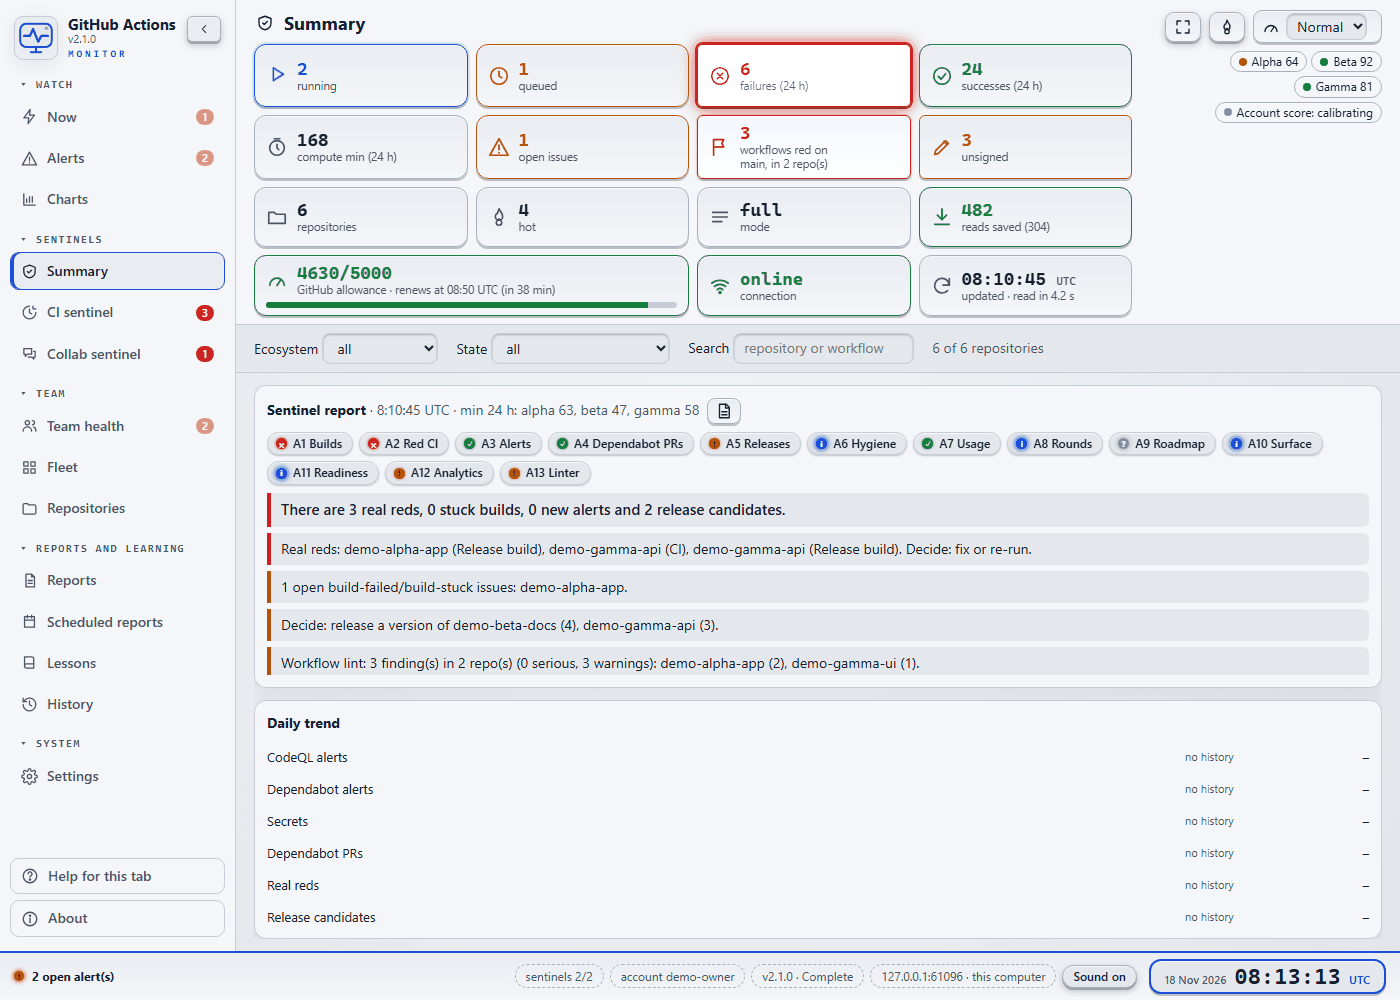 GitHub Actions
v2.1.0
MONITOR
WATCH
Now 1
Alerts 2
Charts
SENTINELS
Summary
CI sentinel 3
Collab sentinel 1
TEAM
Team health 2
Fleet
Repositories
REPORTS AND LEARNING
Reports
Scheduled reports
Lessons
History
SYSTEM
Settings
Help for this tab
About
Summary
Normal
Alpha 64
Beta 92
Gamma 81
Account score: calibrating
2
running
1
queued
6
failures (24 h)
24
successes (24 h)
168
compute min (24 h)
1
open issues
3
workflows red on
main, in 2 repo(s)
3
unsigned
6
repositories
4
hot
full
mode
482
reads saved (304)
4630/5000
GitHub allowance · renews at 08:50 UTC (in 38 min)
online
connection
08:10:45 UTC
updated · read in 4.2 s
Ecosystem all State all Search repository or workflow 6 of 6 repositories
Sentinel report · 8:10:45 UTC · min 24 h: alpha 63, beta 47, gamma 58
A1 Builds A2 Red CI A3 Alerts A4 Dependabot PRs A5 Releases A6 Hygiene A7 Usage A8 Rounds A9 Roadmap A10 Surface
A11 Readiness A12 Analytics A13 Linter
There are 3 real reds, 0 stuck builds, 0 new alerts and 2 release candidates.
Real reds: demo-alpha-app (Release build), demo-gamma-api (CI), demo-gamma-api (Release build). Decide: fix or re-run.
1 open build-failed/build-stuck issues: demo-alpha-app.
Decide: release a version of demo-beta-docs (4), demo-gamma-api (3).
Workflow lint: 3 finding(s) in 2 repo(s) (0 serious, 3 warnings): demo-alpha-app (2), demo-gamma-ui (1).
Daily trend
CodeQL alerts no history –
Dependabot alerts no history –
Secrets no history –
Dependabot PRs no history –
Real reds no history –
Release candidates no history –
2 open alert(s)
sentinels 2/2
account demo-owner
v2.1.0 · Complete
127.0.0.1:61096 · this computer
Sound on
18 Nov 2026 08:13:13 UTC